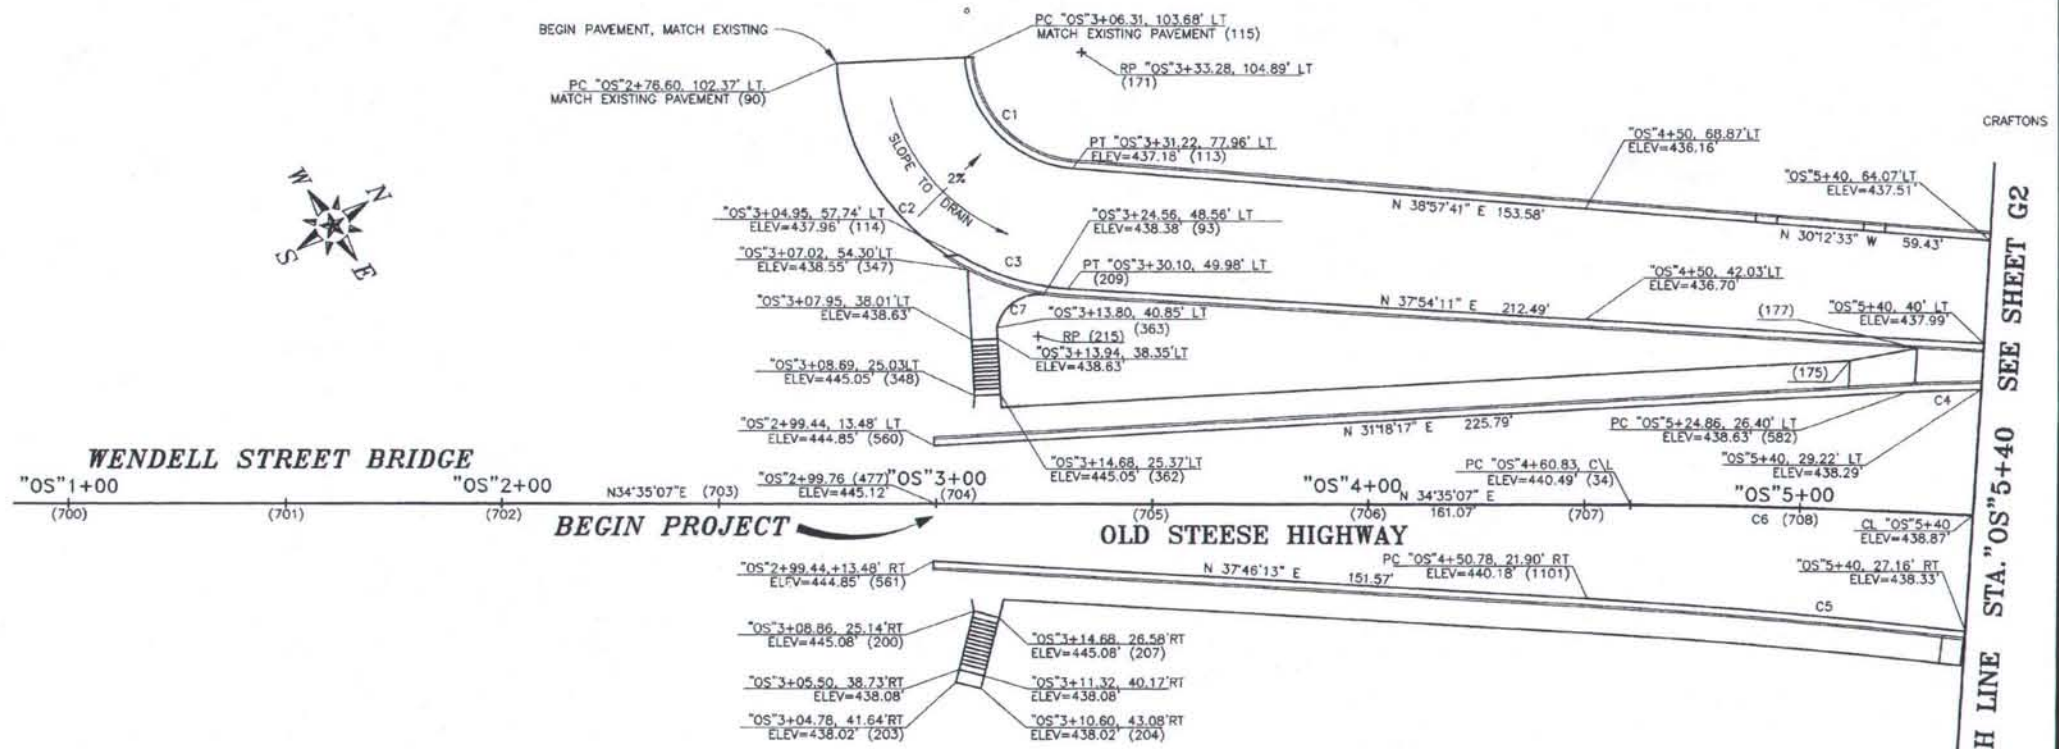 BEGIN PAVEMENT, MATCH EXISTING
PC "OS"2+76.60, 102.37' LT.
MATCH EXISTING PAVEMENT (90)
PC "OS"3+06.31, 103.68' LT
MATCH EXISTING PAVEMENT (115)
RP "OS"3+33.28, 104.89' LT
(171)
C1
SLOPE TO DRAIN
2%
C2
PT "OS"3+31.22, 77.96' LT
ELEV=437.18' (113)
"OS"4+50, 68.87'LT
ELEV=436.16'
CRAFTONS
"OS"5+40, 64.07'LT
ELEV=437.51'
N 38°57'41" E 153.58'
N 30°12'33" W 59.43'
W
N
S
E
"OS"3+04.95, 57.74' LT
ELEV=437.96' (114)
"OS"3+24.56, 48.56' LT
ELEV=438.38' (93)
"OS"3+07.02, 54.30'LT
ELEV=438.55' (347)
C3
PT "OS"3+30.10, 49.98' LT
(209)
"OS"4+50, 42.03'LT
ELEV=436.70'
"OS"3+07.95, 38.01'LT
ELEV=438.63'
C7
"OS"3+13.80, 40.85' LT
(363)
RP (215)
"OS"3+13.94, 38.35'LT
ELEV=438.63'
N 37°54'11" E 212.49'
(177)
"OS"5+40, 40' LT
ELEV=437.99'
"OS"3+08.69, 25.03LT
ELEV=445.05' (348)
(175)
C4
"OS"2+99.44, 13.48' LT
ELEV=444.85' (560)
N 31°18'17" E 225.79'
PC "OS"5+24.86, 26.40' LT
ELEV=438.63' (582)
"OS"3+14.68, 25.37'LT
ELEV=445.05' (362)
"OS"5+40, 29.22' LT
ELEV=438.29'
WENDELL STREET BRIDGE
"OS"1+00
(700)
(701)
"OS"2+00
(702)
N34°35'07"E (703)
"OS"2+99.76 (477)
ELEV=445.12'
"OS"3+00
(704)
(705)
"OS"4+00
(706)
PC "OS"4+60.83, C\L
ELEV=440.49' (34)
N 34°35'07" E
161.07'
(707)
"OS"5+00
C6 (708)
CL "OS"5+40
ELEV=438.87'
BEGIN PROJECT
OLD STEESE HIGHWAY
"OS"2+99.44,+13.48' RT
ELEV=444.85' (561)
N 37°46'13" E 151.57'
PC "OS"4+50.78, 21.90' RT
ELEV=440.18' (1101)
"OS"5+40, 27.16' RT
ELEV=438.33'
C5
"OS"3+08.86, 25.14'RT
ELEV=445.08' (200)
"OS"3+14.68, 26.58'RT
ELEV=445.08' (207)
"OS"3+05.50, 38.73'RT
ELEV=438.08'
"OS"3+11.32, 40.17'RT
ELEV=438.08'
"OS"3+04.78, 41.64'RT
ELEV=438.02' (203)
"OS"3+10.60, 43.08'RT
ELEV=438.02' (204)
H LINE STA."OS"5+40 SEE SHEET G2